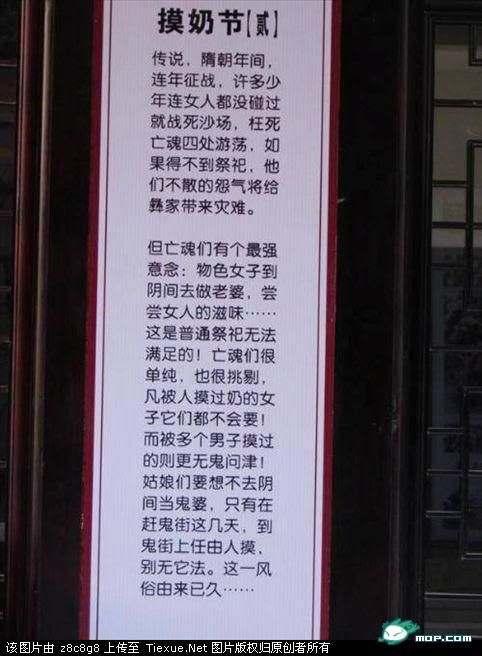 摸奶节【贰】
传说，隋朝年间，
连年征战，许多少
年连女人都没碰过
就战死沙场，枉死
亡魂四处游荡，如
果得不到祭祀，他
们不散的怨气将给
彝家带来灾难。
但亡魂们有个最强
意念：物色女子到
阴间去做老婆，尝
尝女人的滋味……
这是普通祭祀无法
满足的！亡魂们很
单纯，也很挑剔，
凡被人摸过奶的女
子它们都不会要！
而被多个男子摸过
的则更无鬼问津！
姑娘们要想不去阴
间当鬼婆，只有在
赶鬼街这几天，到
鬼街上任由人摸，
别无它法。这一风
俗由来已久……
MOP.COM
该图片由 z8c8g8 上传至 Tiexue.Net 图片版权归原创者所有